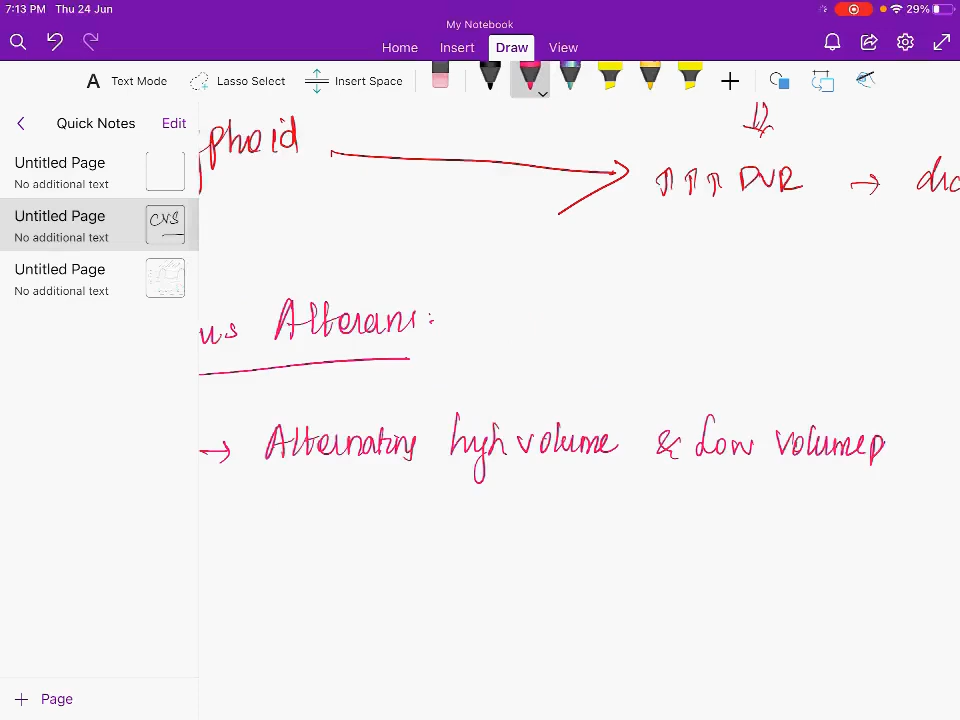 7:13 PM Thu 24 Jun 29%
My Notebook
Home Insert Draw View
Text Mode Lasso Select Insert Space
Quick Notes Edit
Untitled Page
No additional text
Untitled Page
No additional text
CNS
Untitled Page
No additional text
+ Page
phoid → ↑↑↑ DVR →
us Alterans:
→ Alternating high volume & Low volume p